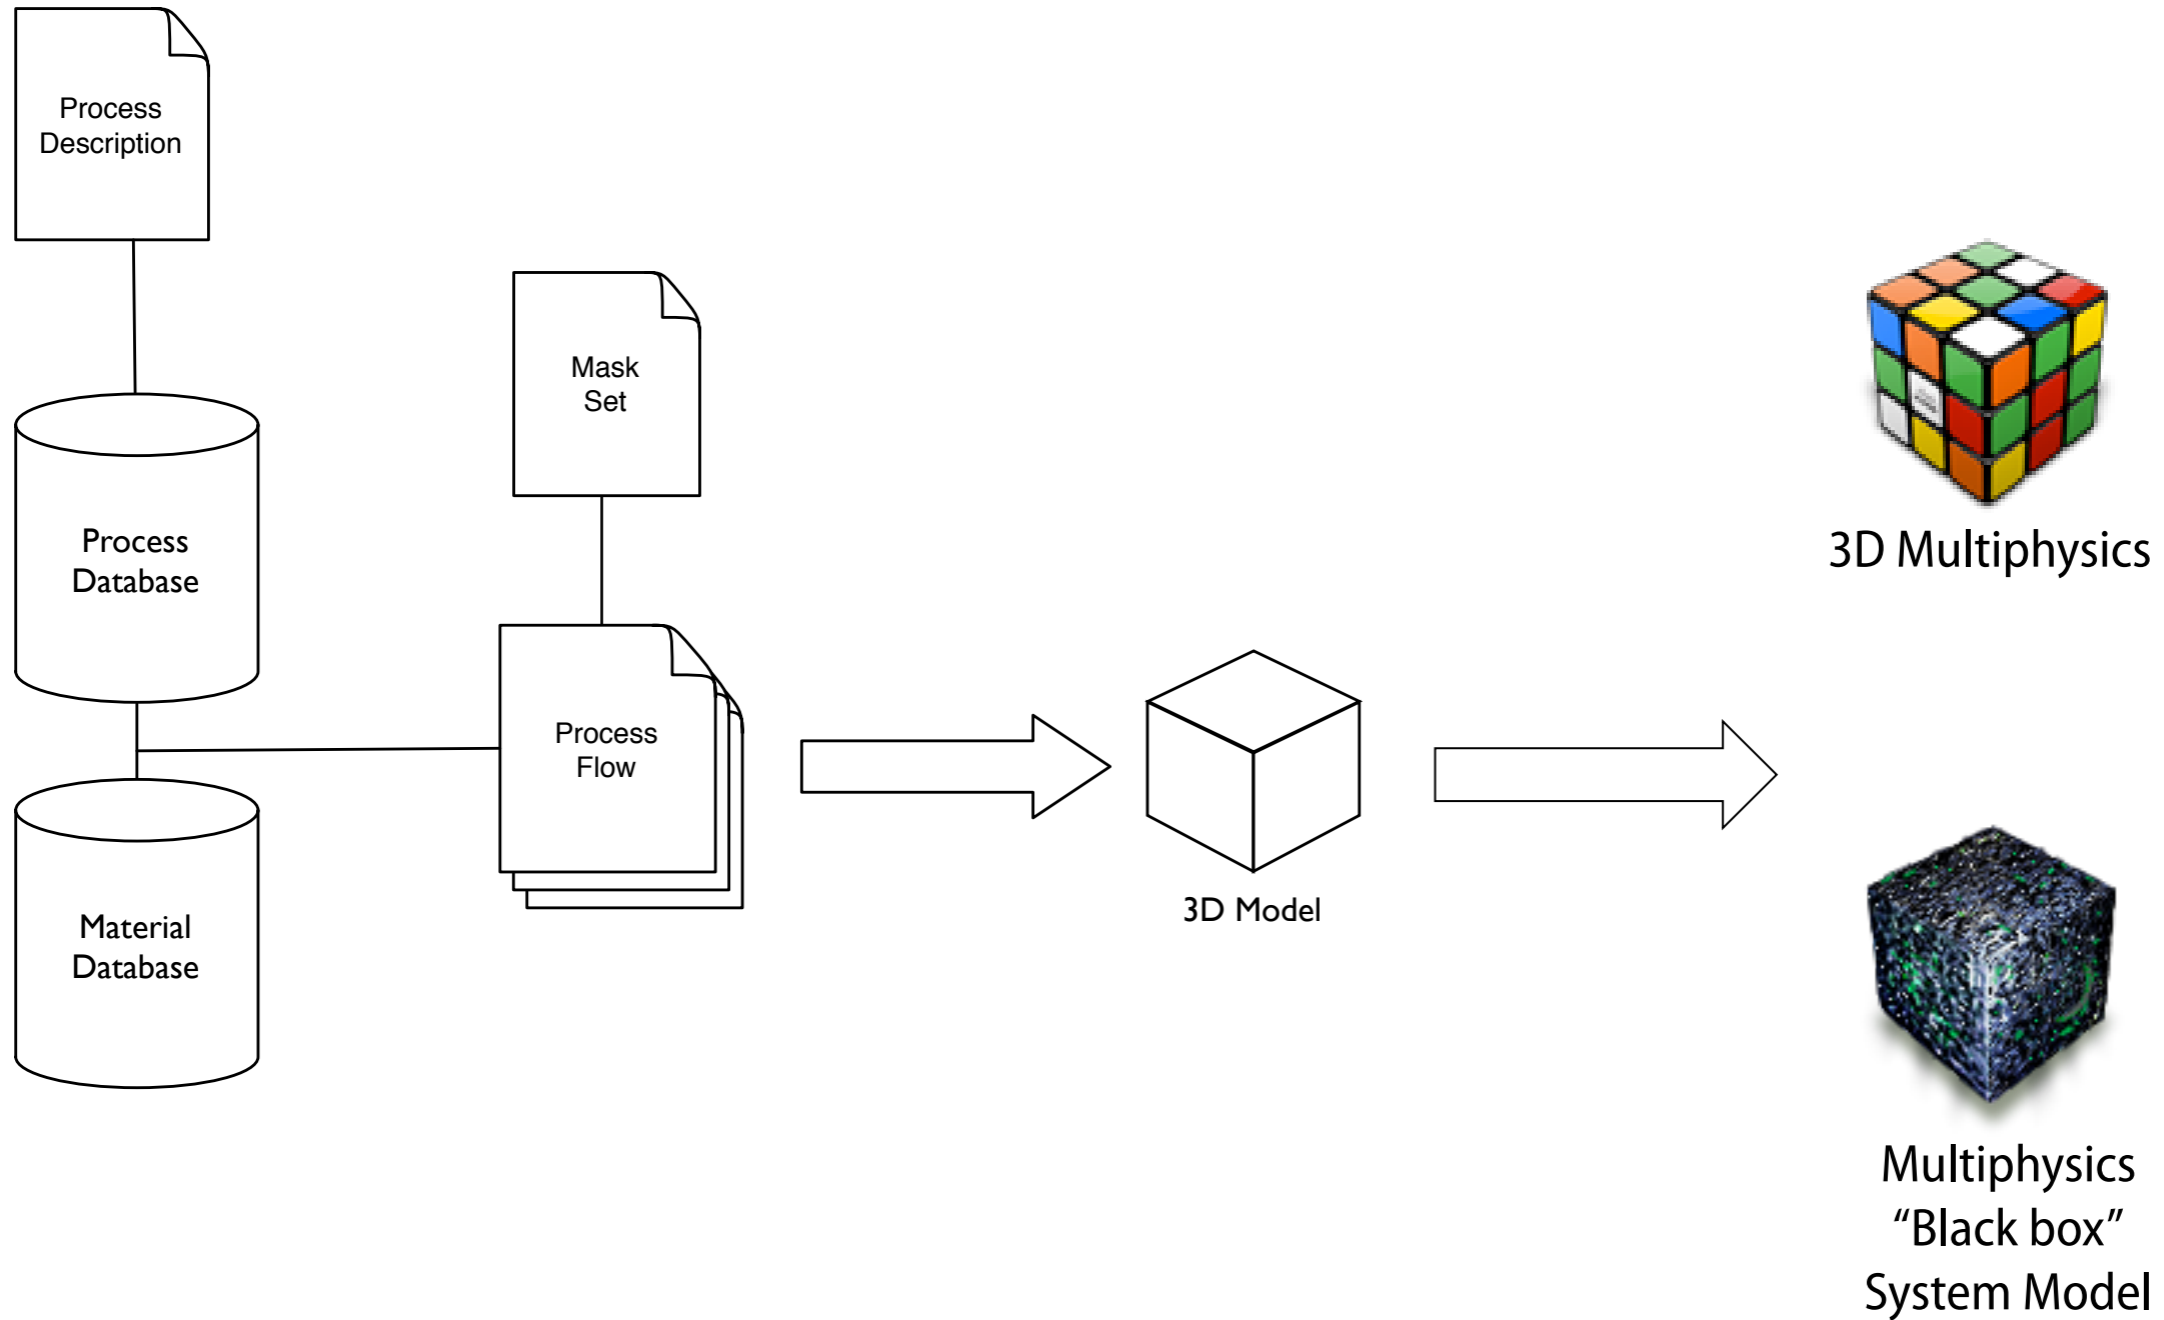 Process
Description
Mask
Set
Process
Database
3D Multiphysics
Process
Flow
Material
Database
3D Model
Multiphysics
“Black box”
System Model